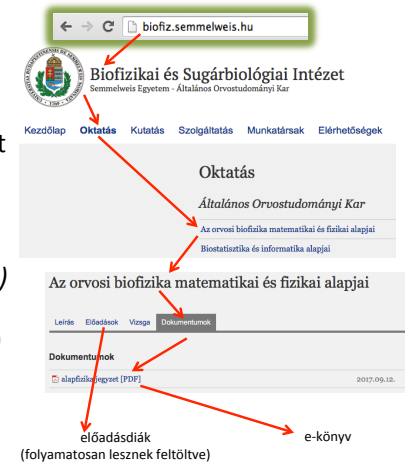 biofiz.semmelweis.hu
Biofizikai és Sugárbiológiai Intézet
Semmelweis Egyetem - Általános Orvostudományi Kar
Kezdőlap Oktatás Kutatás Szolgáltatás Munkatársak Elérhetőségek
t
Oktatás
Általános Orvostudományi Kar
Az orvosi biofizika matematikai és fizikai alapjai
Biostatisztika és informatika alapjai
)
Az orvosi biofizika matematikai és fizikai alapjai
Leírás Előadások Vizsga Dokumentumok
)
Dokumentumok
alapfizika jegyzet [PDF] 2017.09.12.
előadásdiák e-könyv
(folyamatosan lesznek feltöltve)